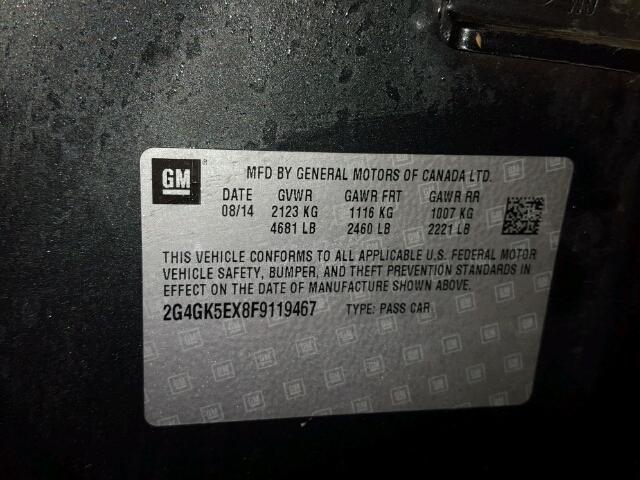 GM ® MFD BY GENERAL MOTORS OF CANADA LTD.
DATE GVWR GAWR FRT GAWR RR
08/14 2123 KG 1116 KG 1007 KG
4681 LB 2460 LB 2221 LB
THIS VEHICLE CONFORMS TO ALL APPLICABLE U.S. FEDERAL MOTOR
VEHICLE SAFETY, BUMPER, AND THEFT PREVENTION STANDARDS IN
EFFECT ON THE DATE OF MANUFACTURE SHOWN ABOVE.
2G4GK5EX8F9119467 TYPE: PASS CAR